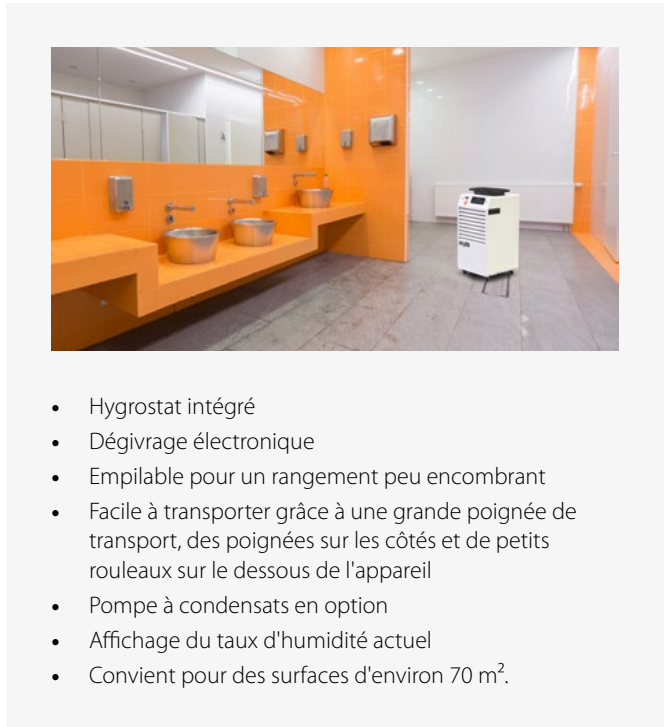 • Hygrostat intégré
• Dégivrage électronique
• Empilable pour un rangement peu encombrant
• Facile à transporter grâce à une grande poignée de
transport, des poignées sur les côtés et de petits
rouleaux sur le dessous de l'appareil
• Pompe à condensats en option
• Affichage du taux d'humidité actuel
• Convient pour des surfaces d'environ 70 m².